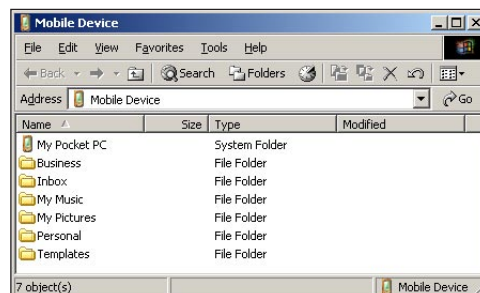 Mobile Device
File Edit View Favorites Tools Help
Back Search Folders
Address Mobile Device Go
Name Size Type Modified
My Pocket PC System Folder
Business File Folder
Inbox File Folder
My Music File Folder
My Pictures File Folder
Personal File Folder
Templates File Folder
7 object(s) Mobile Device